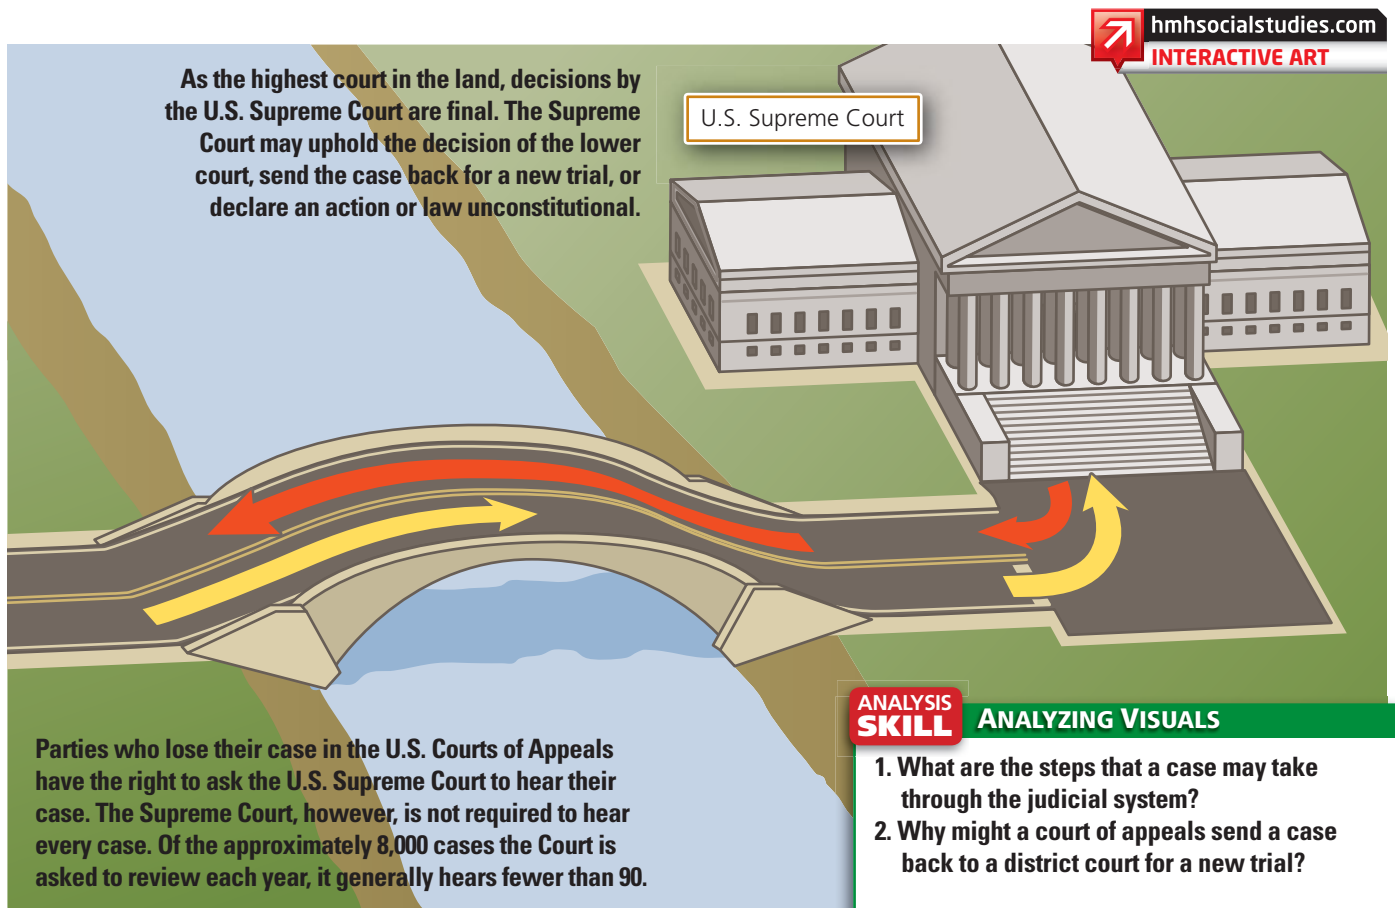 hmhsocialstudies.com
INTERACTIVE ART
As the highest court in the land, decisions by
the U.S. Supreme Court are final. The Supreme
Court may uphold the decision of the lower
court, send the case back for a new trial, or
declare an action or law unconstitutional.
U.S. Supreme Court
Parties who lose their case in the U.S. Courts of Appeals
have the right to ask the U.S. Supreme Court to hear their
case. The Supreme Court, however, is not required to hear
every case. Of the approximately 8,000 cases the Court is
asked to review each year, it generally hears fewer than 90.
ANALYSIS
SKILL
ANALYZING VISUALS
1. What are the steps that a case may take
through the judicial system?
2. Why might a court of appeals send a case
back to a district court for a new trial?